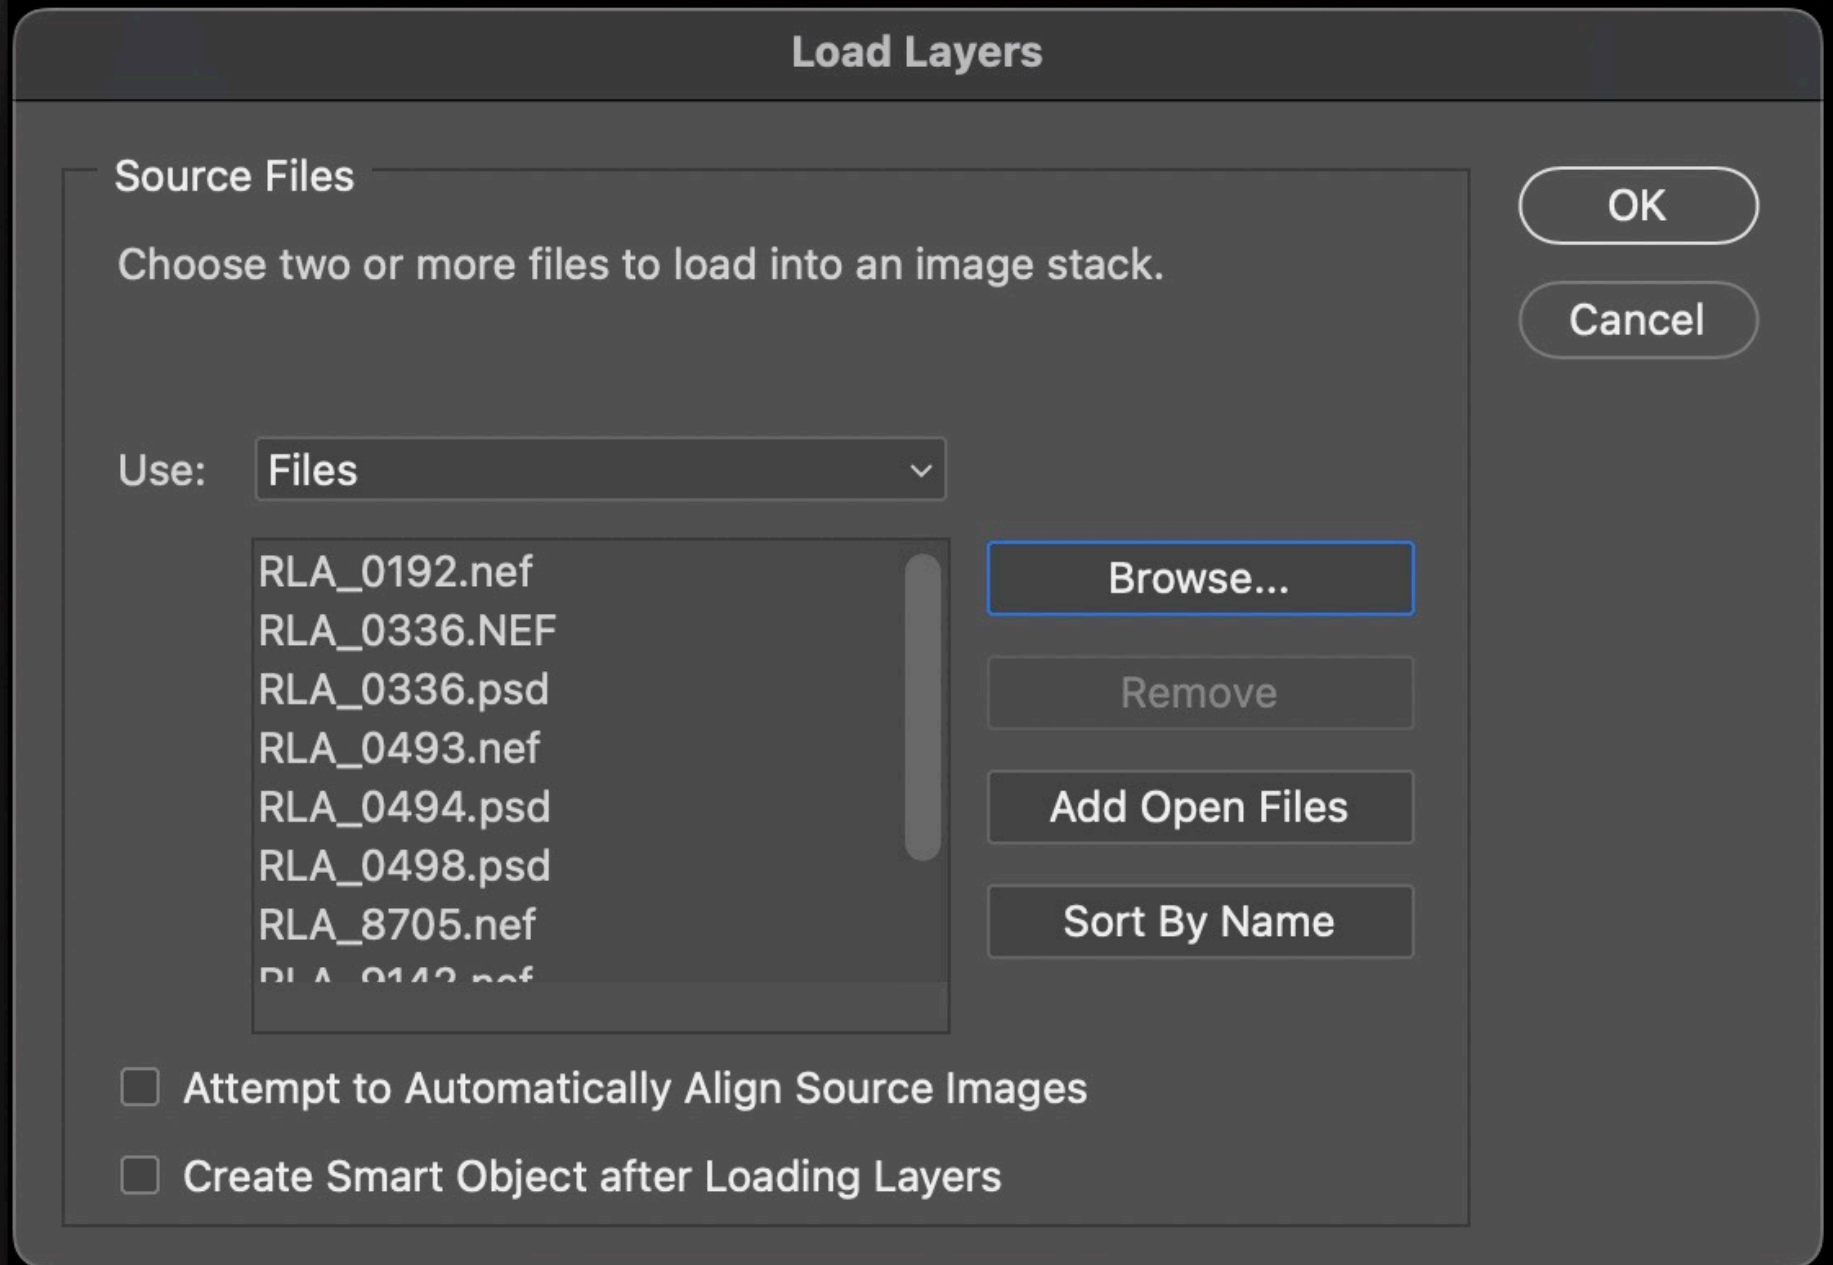 Load Layers
Source Files
Choose two or more files to load into an image stack.
OK
Cancel
Use: Files
RLA_0192.nef
RLA_0336.NEF
RLA_0336.psd
RLA_0493.nef
RLA_0494.psd
RLA_0498.psd
RLA_8705.nef
RLA_9142.nef
Browse...
Remove
Add Open Files
Sort By Name
Attempt to Automatically Align Source Images
Create Smart Object after Loading Layers